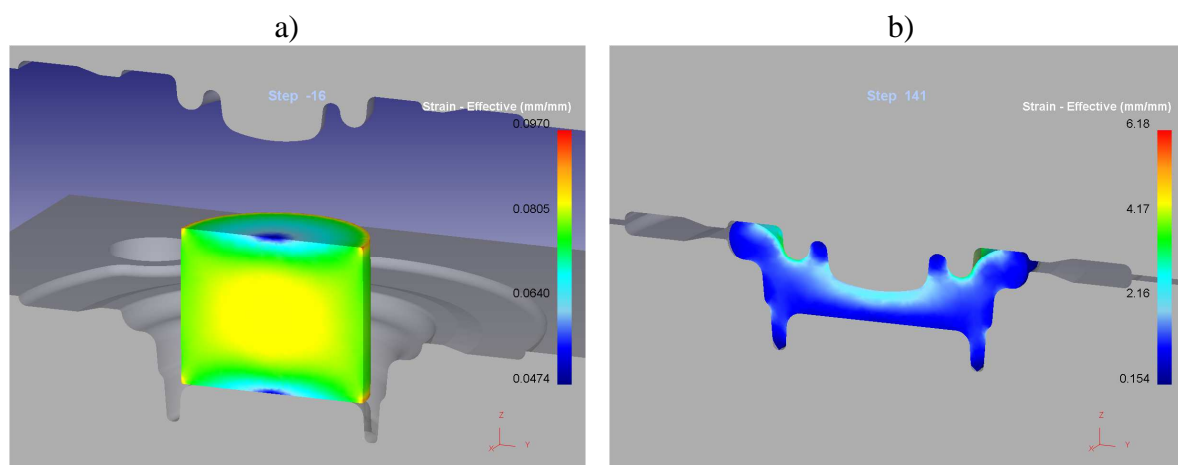 a)
b)
Step -16
Strain - Effective (mm/mm)
0.0970
0.0805
0.0640
0.0474
Z
X
Y
Step 141
Strain - Effective (mm/mm)
6.18
4.17
2.16
0.154
Z
X
Y